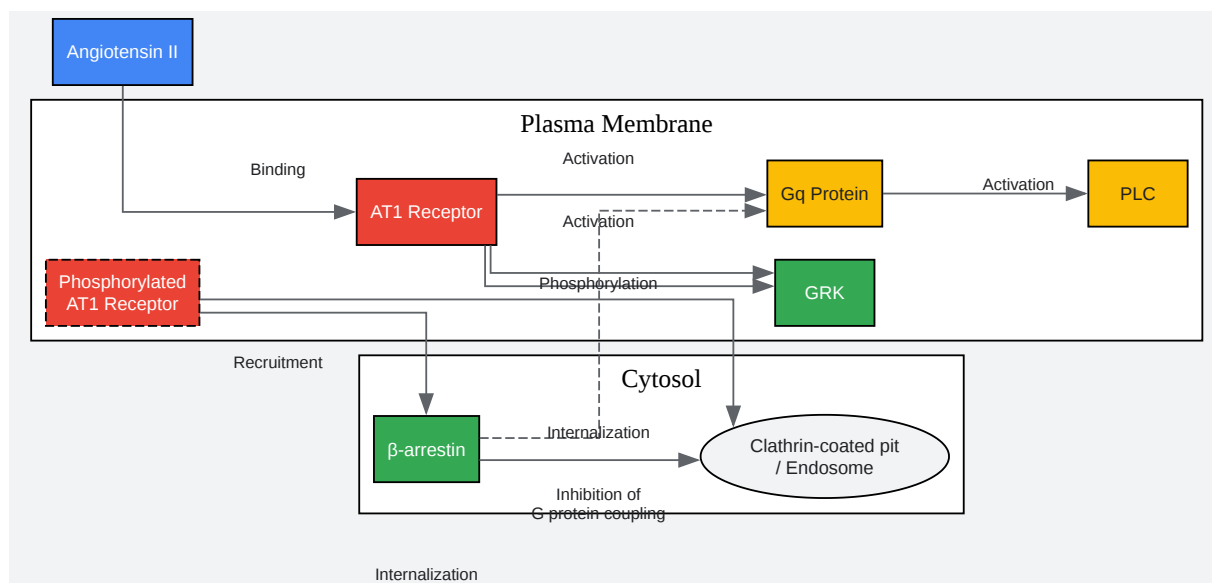 Angiotensin II
Plasma Membrane
Binding
Activation
AT1 Receptor
Gq Protein
Activation
PLC
Activation
Phosphorylated
AT1 Receptor
Phosphorylation
GRK
Recruitment
Cytosol
β-arrestin
Internalization
Clathrin-coated pit
/ Endosome
Inhibition of
G protein coupling
Internalization